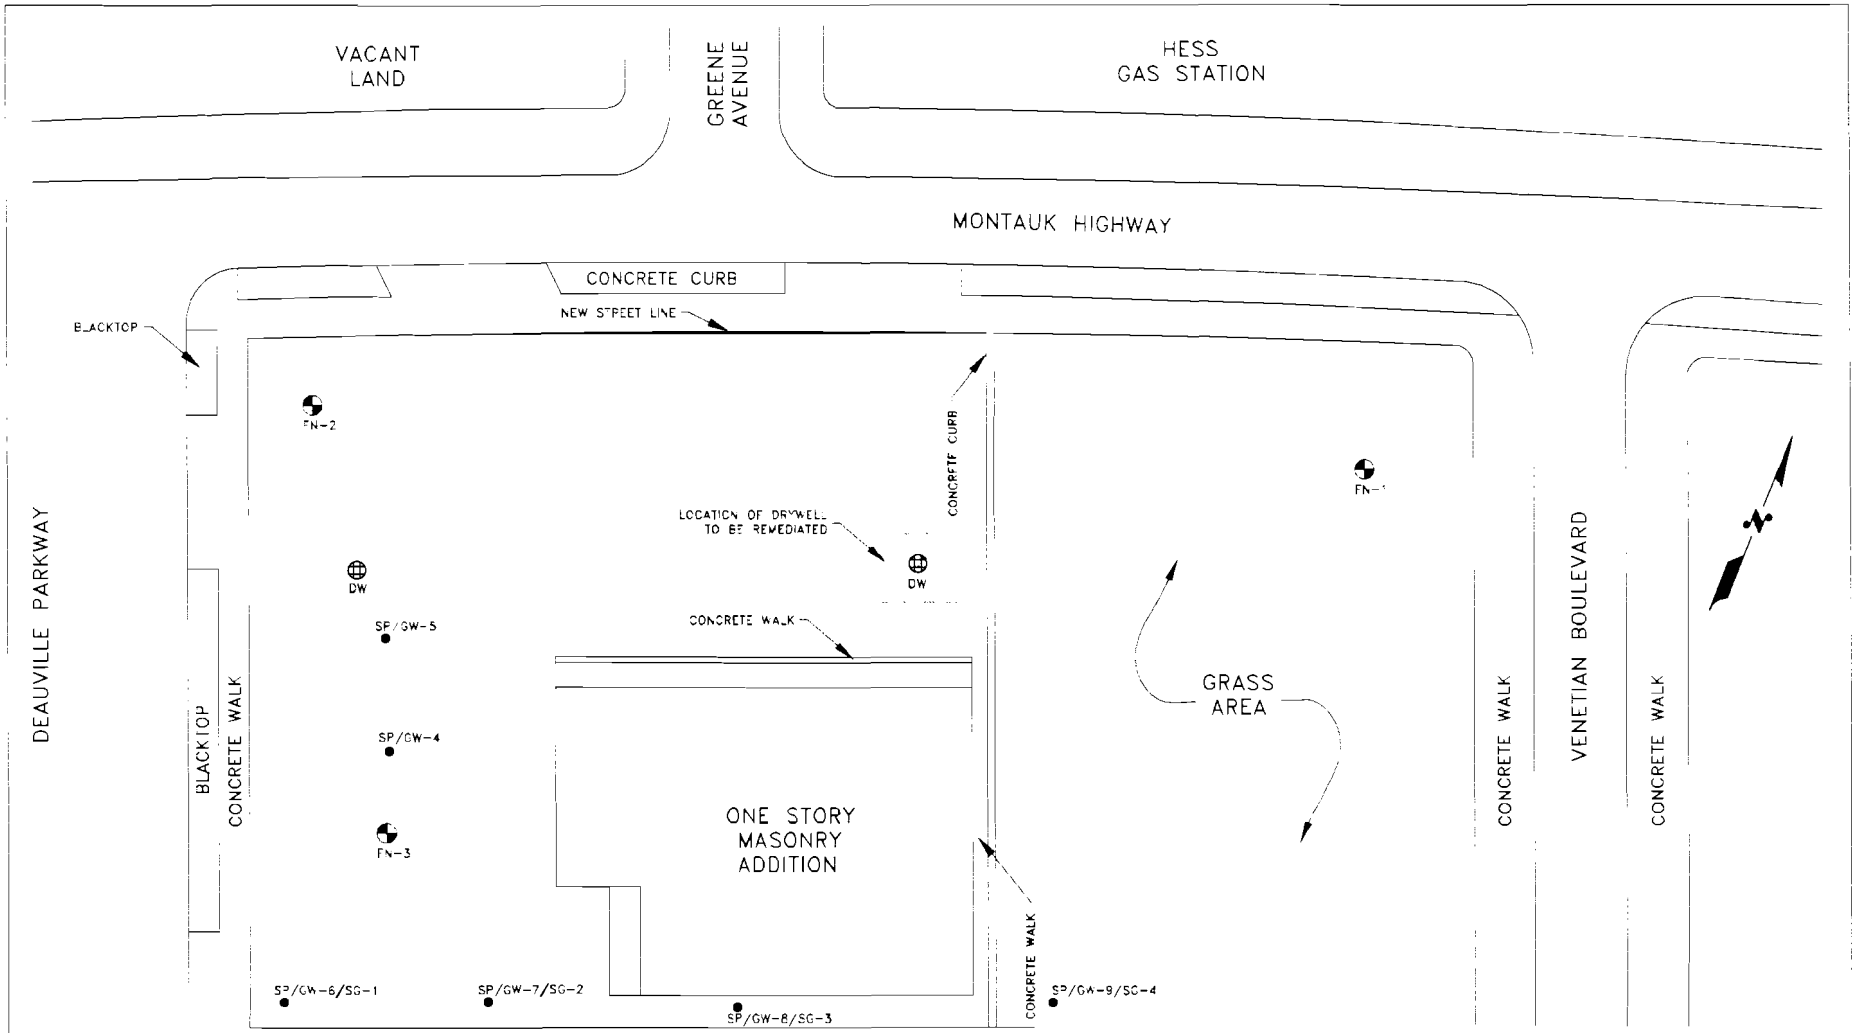 VACANT
LAND
GREENE
AVENUE
HESS
GAS STATION
MONTAUK HIGHWAY
CONCRETE CURB
NEW STREET LINE
BLACKTOP
FN-2
CONCRETE CURB
FN-1
LOCATION OF DRYWELL
TO BE REMEDIATED
DW
DW
DEAUVILLE PARKWAY
VENETIAN BOULEVARD
N
SP/GW-5
CONCRETE WALK
GRASS
AREA
BLACKTOP
CONCRETE WALK
SP/GW-4
CONCRETE WALK
CONCRETE WALK
ONE STORY
MASONRY
ADDITION
FN-3
CONCRETE WALK
SP/GW-6/SG-1
SP/GW-7/SG-2
SP/GW-8/SG-3
SP/GW-9/SG-4